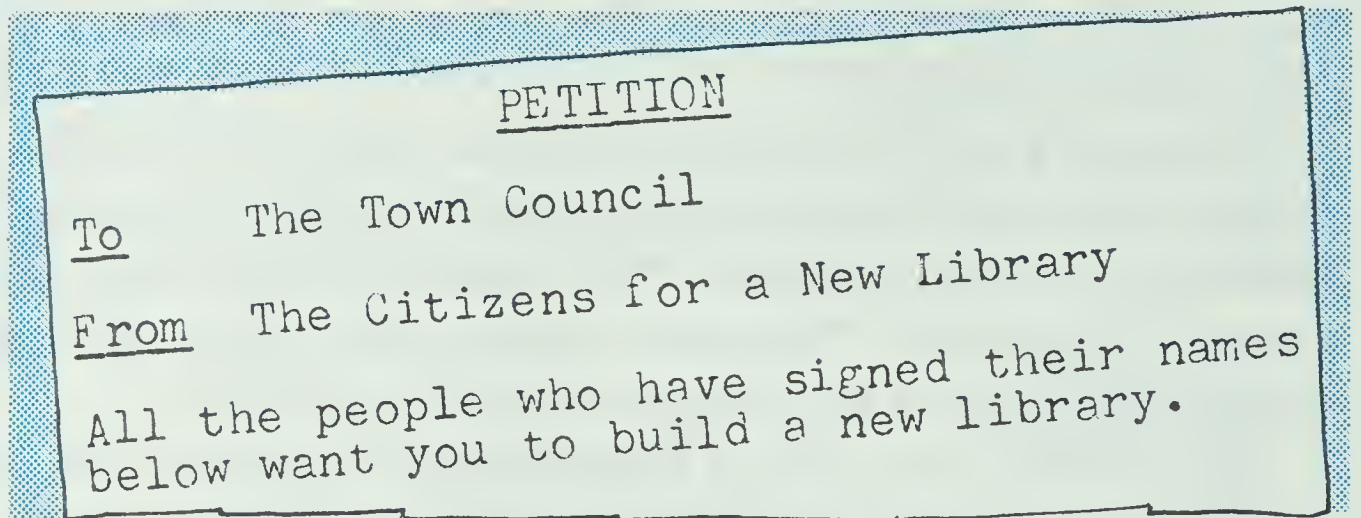 PETITION
To The Town Council
From The Citizens for a New Library
All the people who have signed their names
below want you to build a new library.